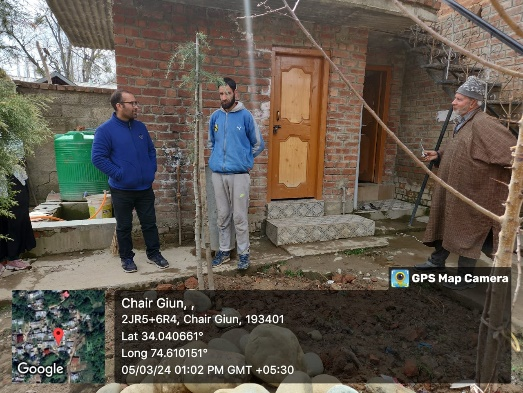 GPS Map Camera
Chair Giun, ,
2JR5+6R4, Chair Giun, 193401
Lat 34.040661°
Long 74.610151°
05/03/24 01:02 PM GMT +05:30
Google